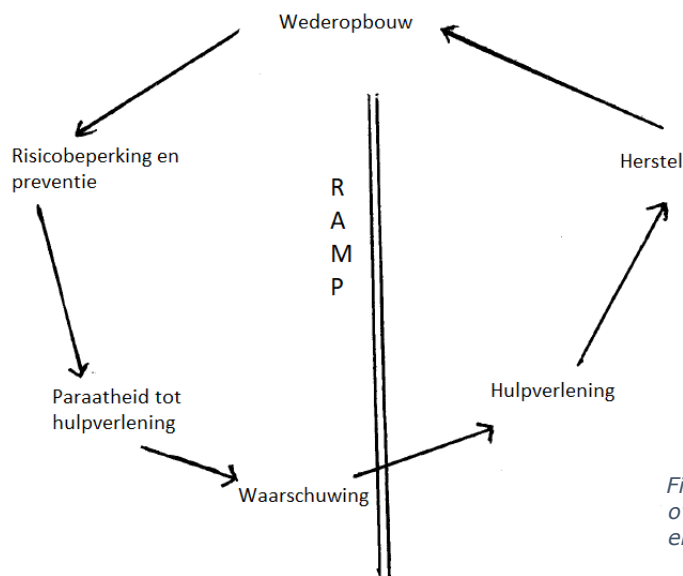 Wederopbouw
Risicobeperking en
preventie
Herstel
R
A
M
P
Paraatheid tot
hulpverlening
Hulpverlening
Waarschuwing